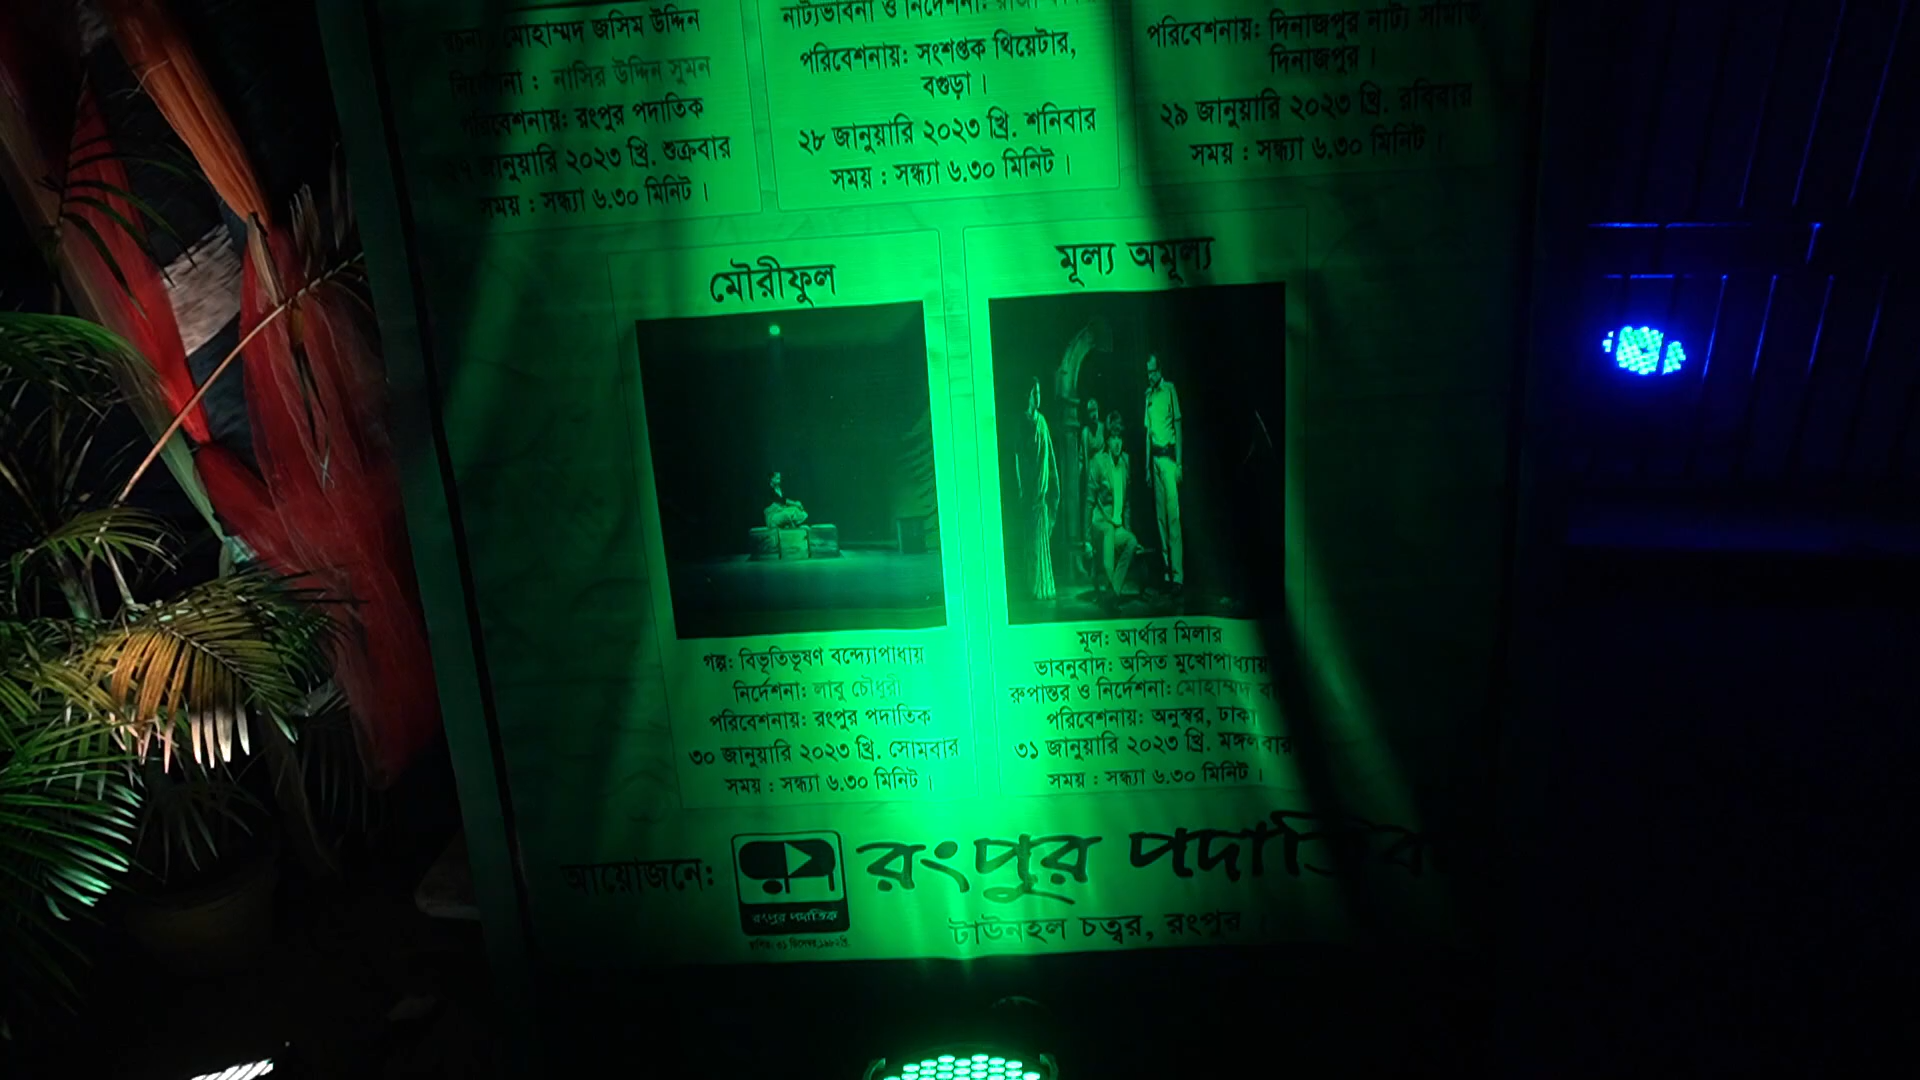 রচনা : মোহাম্মদ জসিম উদ্দিন
নির্দেশনা : নাসির উদ্দিন সুমন
পরিবেশনায়: রংপুর পদাতিক
২৭ জানুয়ারি ২০২৩ খ্রি. শুক্রবার
সময় : সন্ধ্যা ৬.৩০ মিনিট ।
নাট্যভাবনা ও নির্দেশনা:
পরিবেশনায়: সংশপ্তক থিয়েটার,
বগুড়া ।
২৮ জানুয়ারি ২০২৩ খ্রি. শনিবার
সময় : সন্ধ্যা ৬.৩০ মিনিট ।
পরিবেশনায়: দিনাজপুর নাট্য সমিতি
দিনাজপুর ।
২৯ জানুয়ারি ২০২৩ খ্রি. রবিবার
সময় : সন্ধ্যা ৬.৩০ মিনিট ।
মৌরীফুল
গল্প: বিভূতিভূষণ বন্দ্যোপাধায়
নির্দেশনা: লাবু চৌধুরী
পরিবেশনায়: রংপুর পদাতিক
৩০ জানুয়ারি ২০২৩ খ্রি. সোমবার
সময় : সন্ধ্যা ৬.৩০ মিনিট ।
মূল্য অমূল্য
মূল: আর্থার মিলার
ভাবনুবাদ: অসিত মুখোপাধ্যায়
রুপান্তর ও নির্দেশনা: মোহাম্মদ
পরিবেশনায়: অনুস্বর, ঢাকা
৩১ জানুয়ারি ২০২৩ খ্রি. মঙ্গলবার
সময় : সন্ধ্যা ৬.৩০ মিনিট ।
আয়োজনে:
রংপুর পদাতিক
রংপুর পদাতিক
টাউনহল চত্বর, রংপুর